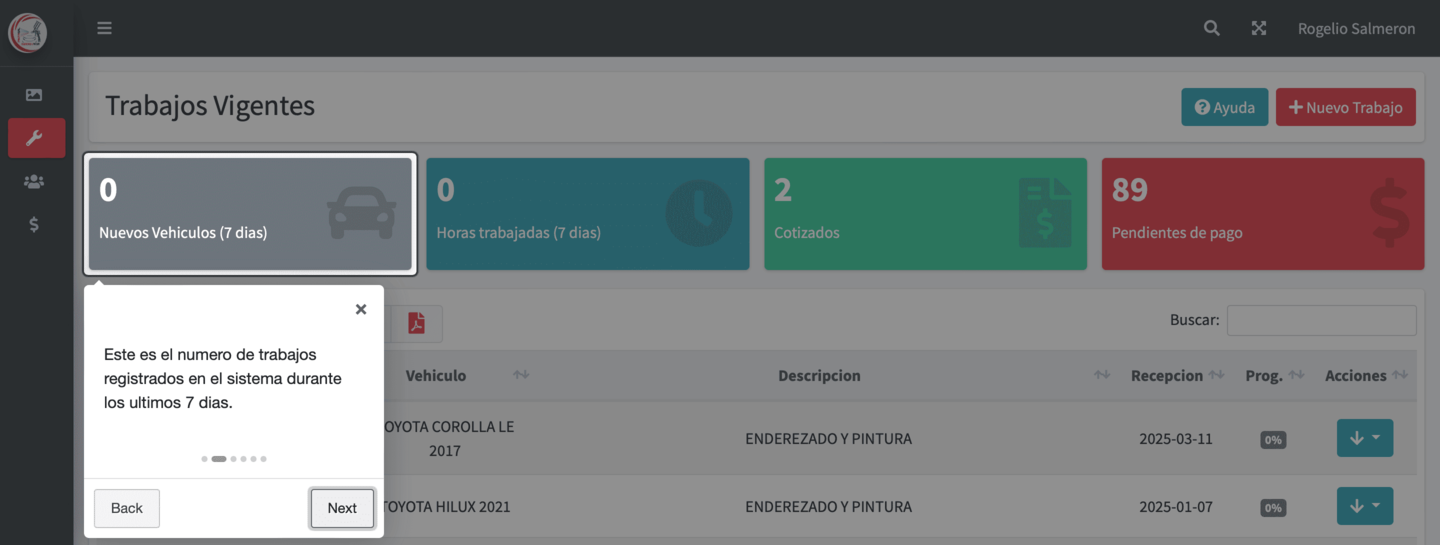 Rogelio Salmeron
Trabajos Vigentes
Ayuda
Nuevo Trabajo
0
Nuevos Vehiculos (7 dias)
0
Horas trabajadas (7 dias)
2
Cotizados
89
Pendientes de pago
Este es el numero de trabajos
registrados en el sistema durante
los ultimos 7 dias.
Back
Next
Buscar:
Vehiculo
Descripcion
Recepcion
Prog.
Acciones
COROLLA LE
2017
ENDEREZADO Y PINTURA
2025-03-11
0%
TOYOTA HILUX 2021
ENDEREZADO Y PINTURA
2025-01-07
0%